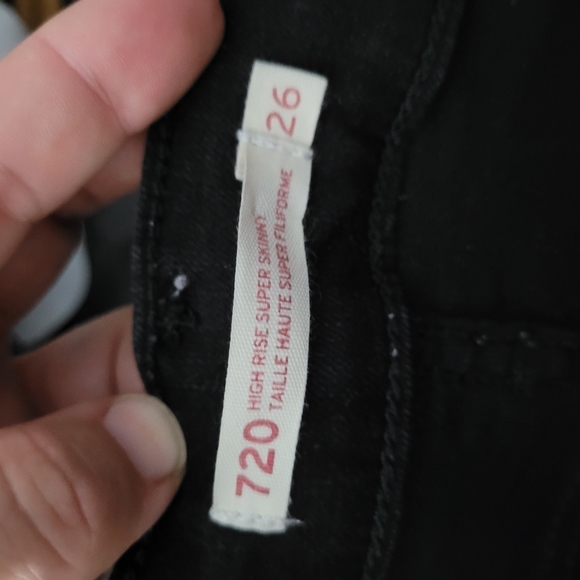 720
HIGH RISE SUPER SKINNY
TAILLE HAUTE SUPER FILIFORME
26